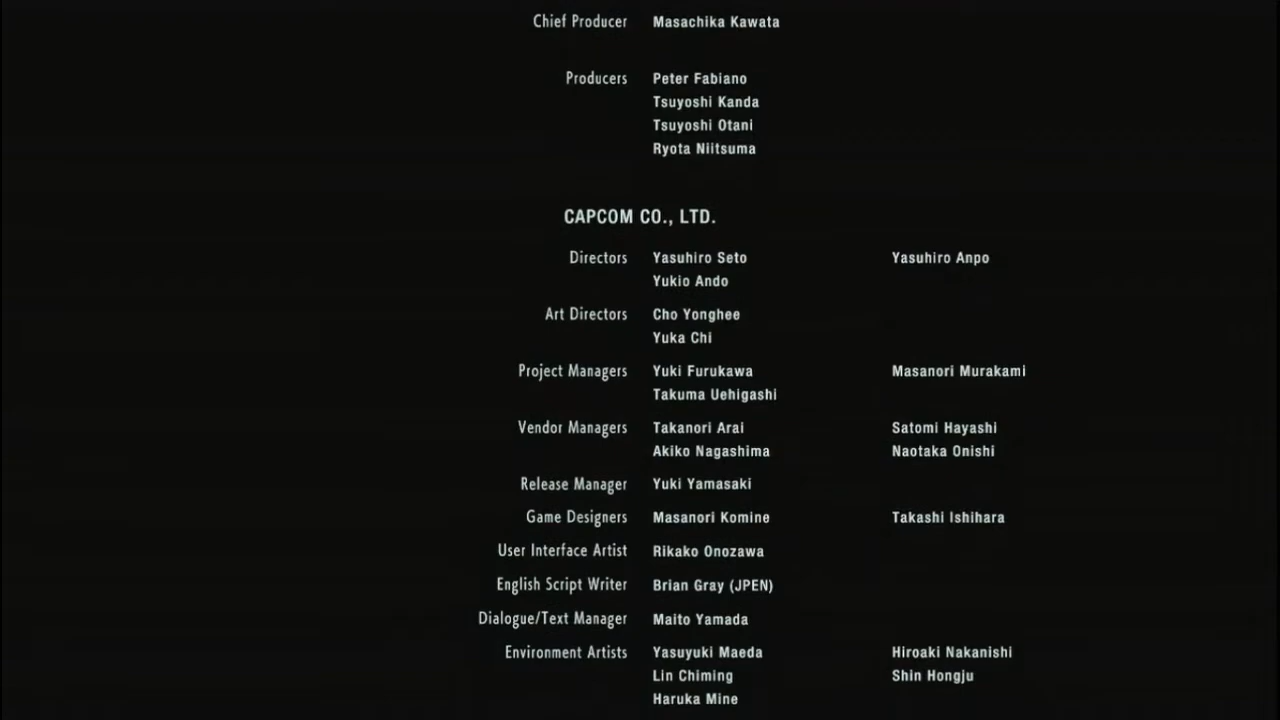 Chief Producer Masachika Kawata
Producers Peter Fabiano
Tsuyoshi Kanda
Tsuyoshi Otani
Ryota Niitsuma
CAPCOM CO., LTD.
Directors Yasuhiro Seto Yasuhiro Anpo
Yukio Ando
Art Directors Cho Yonghee
Yuka Chi
Project Managers Yuki Furukawa Masanori Murakami
Takuma Uehigashi
Vendor Managers Takanori Arai Satomi Hayashi
Akiko Nagashima Naotaka Onishi
Release Manager Yuki Yamasaki
Game Designers Masanori Komine Takashi Ishihara
User Interface Artist Rikako Onozawa
English Script Writer Brian Gray (JPEN)
Dialogue/Text Manager Maito Yamada
Environment Artists Yasuyuki Maeda Hiroaki Nakanishi
Lin Chiming Shin Hongju
Haruka Mine